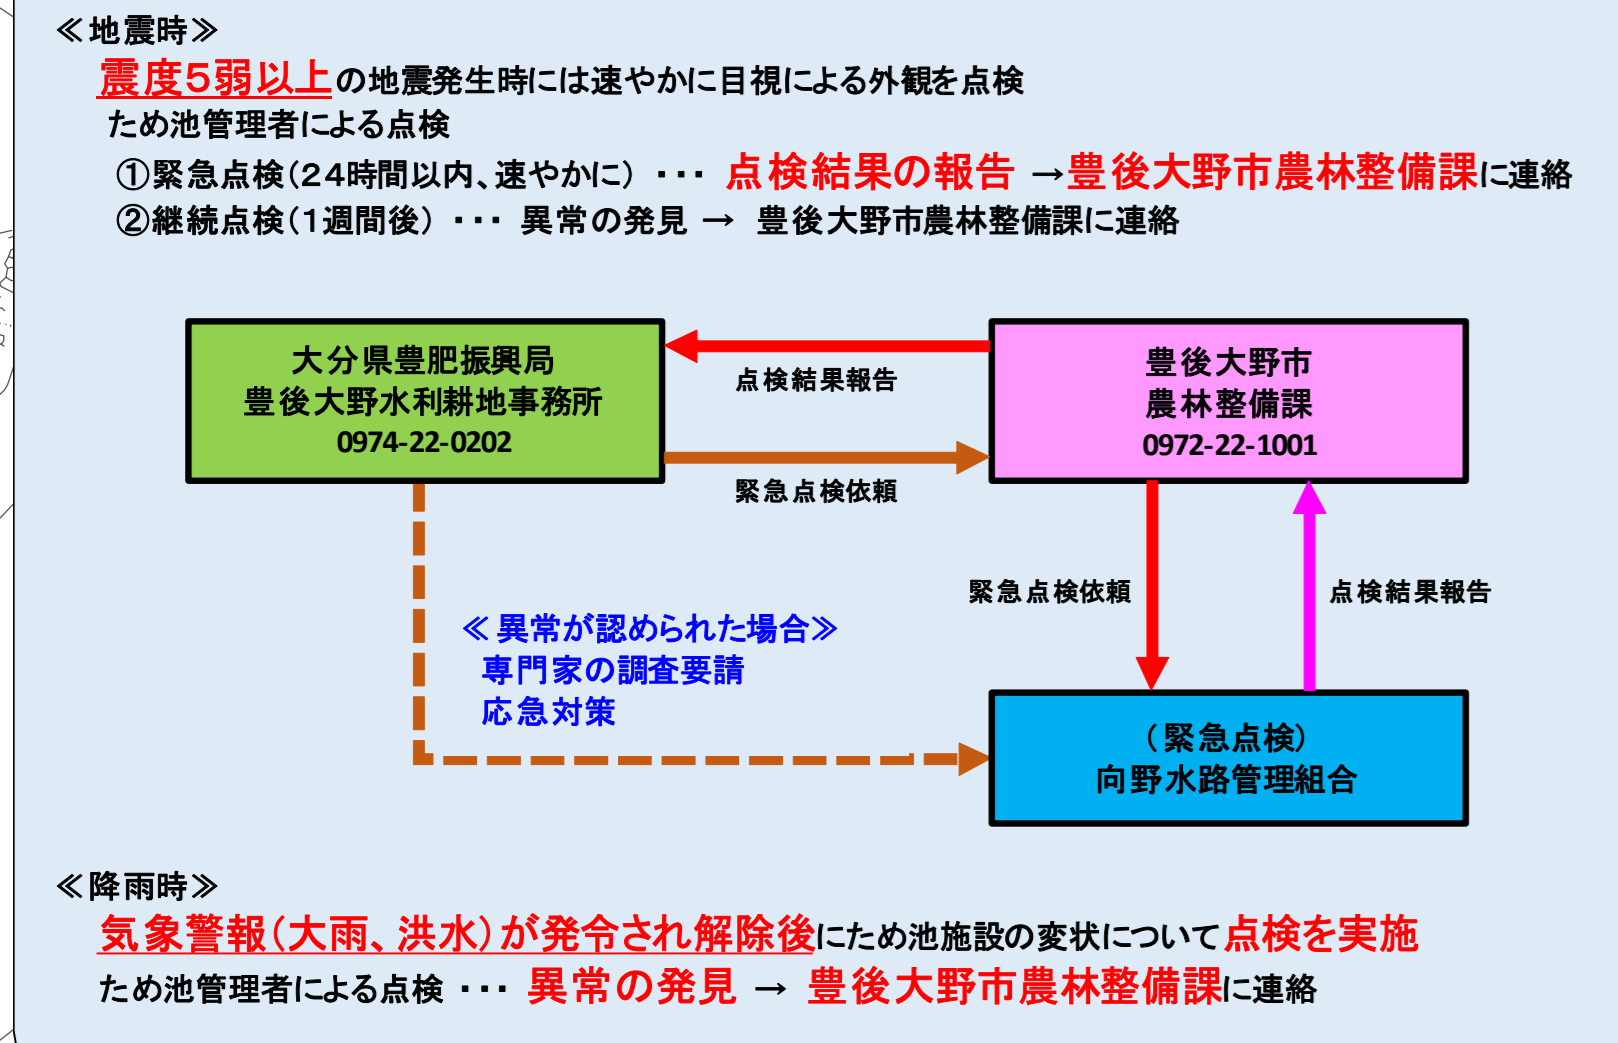 ≪地震時≫
震度5弱以上の地震発生時には速やかに目視による外観を点検
ため池管理者による点検
①緊急点検(24時間以内、速やかに) ・・・ 点検結果の報告 →豊後大野市農林整備課に連絡
②継続点検(1週間後) ・・・ 異常の発見 → 豊後大野市農林整備課に連絡
大分県豊肥振興局
豊後大野水利耕地事務所
0974-22-0202
点検結果報告
緊急点検依頼
豊後大野市
農林整備課
0972-22-1001
緊急点検依頼
点検結果報告
≪異常が認められた場合≫
専門家の調査要請
応急対策
(緊急点検)
向野水路管理組合
≪降雨時≫
気象警報(大雨、洪水)が発令され解除後にため池施設の変状について点検を実施
ため池管理者による点検 ・・・ 異常の発見 → 豊後大野市農林整備課に連絡